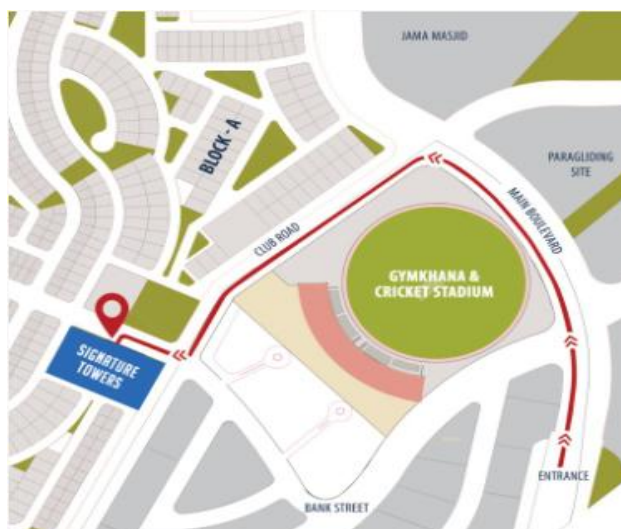 JAMA MASJID
PARAGLIDING
SITE
BLOCK - A
MAIN BOULEVARD
CLUB ROAD
GYMKHANA &
CRICKET STADIUM
SIGNATURE
TOWERS
ENTRANCE
BANK STREET